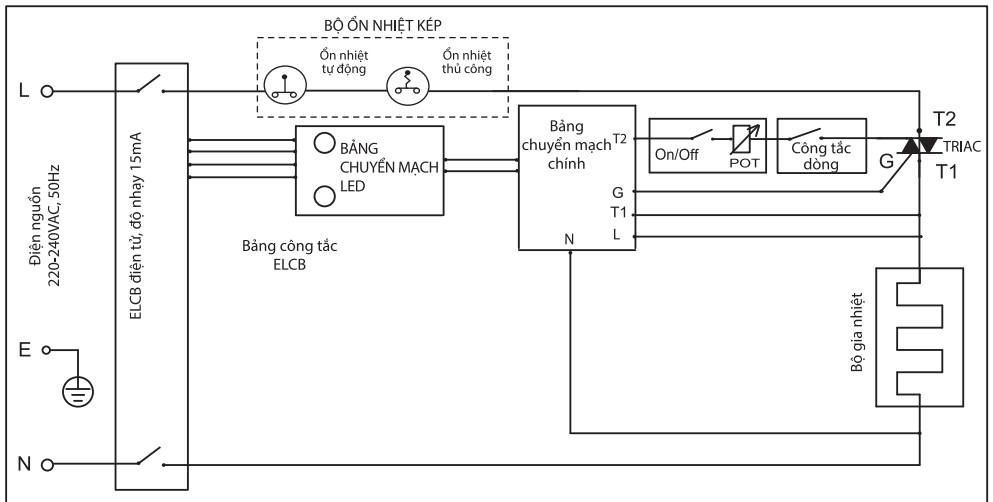 BỘ ỔN NHIỆT KÉP
Ổn nhiệt
tự động
Ổn nhiệt
thủ công
L
Điện nguồn
220-240VAC, 50Hz
E
N
ELCB điện tử, độ nhạy 15mA
BẢNG
CHUYỂN MẠCH
LED
Bảng công tắc
ELCB
Bảng
chuyển mạch
chính
T2
G
T1
L
N
On/Off
POT
Công tắc
dòng
T2
TRIAC
G
T1
Bộ gia nhiệt